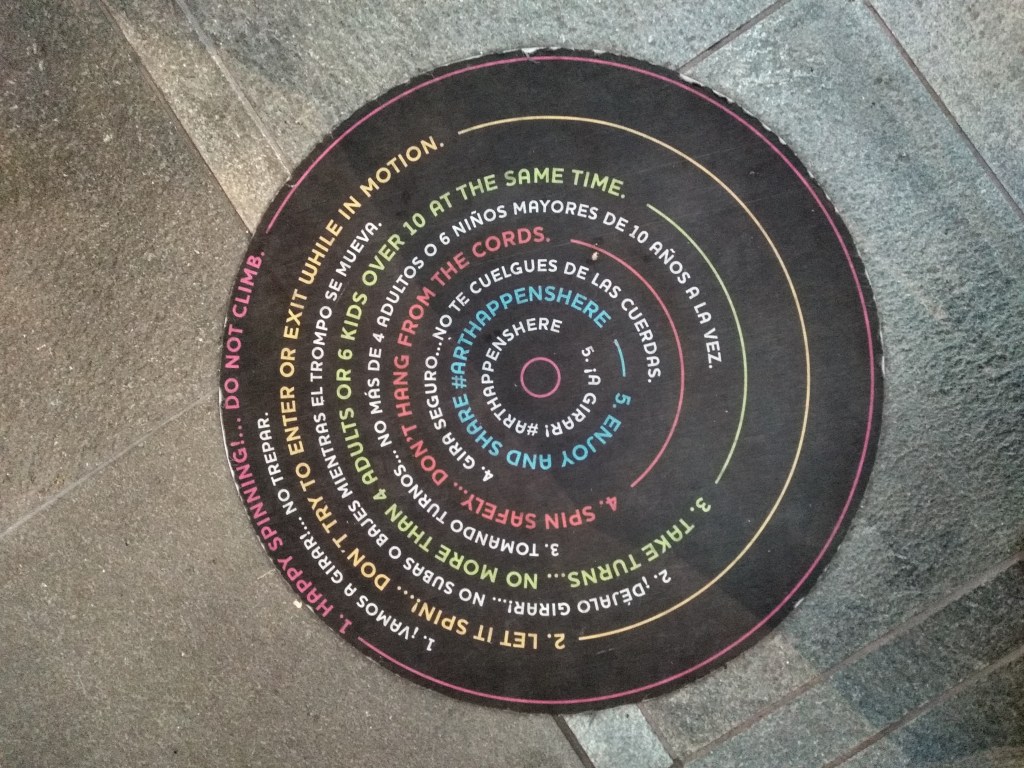 1. HAPPY SPINNING!.... DO NOT CLIMB.
1. ¡VAMOS A GIRAR!... NO TREPAR.
2. LET IT SPIN!... DON'T TRY TO ENTER OR EXIT WHILE IN MOTION.
2. ¡DÉJALO GIRAR!... NO SUBAS O BAJES MIENTRAS EL TROMPO SE MUEVA.
3. TAKE TURNS... NO MORE THAN 4 ADULTS OR 6 KIDS OVER 10 AT THE SAME TIME.
3. TOMANDO TURNOS... NO MÁS DE 4 ADULTOS O 6 NIÑOS MAYORES DE 10 AÑOS A LA VEZ.
4. SPIN SAFELY... DON'T HANG FROM THE CORDS.
4. GIRA SEGURO...NO TE CUELGUES DE LAS CUERDAS.
5. ENJOY AND SHARE #ARTHAPPENSHERE
5. ¡A GIRAR! #ARTHAPPENSHERE